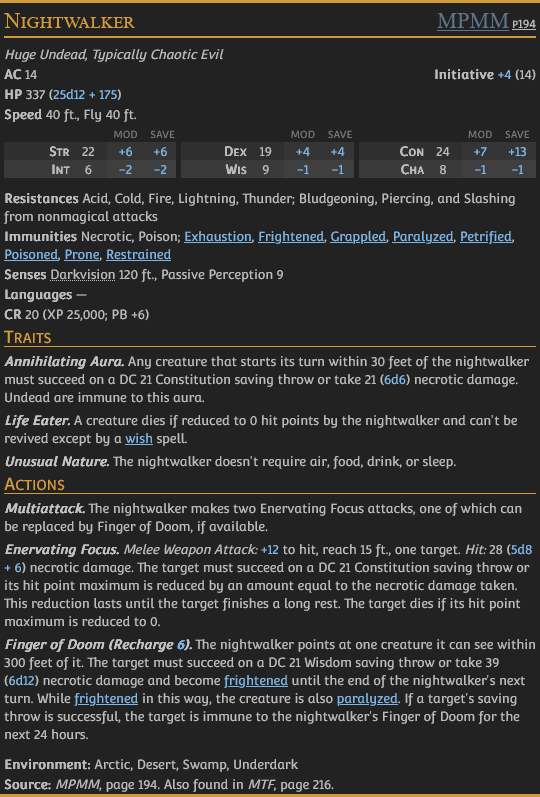 Nightwalker MPMM p194
Huge Undead, Typically Chaotic Evil
AC 14 Initiative +4 (14)
HP 337 (25d12 + 175)
Speed 40 ft., Fly 40 ft.
MOD SAVE MOD SAVE MOD SAVE
Str 22 +6 +6 Dex 19 +4 +4 Con 24 +7 +13
Int 6 −2 −2 Wis 9 −1 −1 Cha 8 −1 −1
Resistances Acid, Cold, Fire, Lightning, Thunder; Bludgeoning, Piercing, and Slashing
from nonmagical attacks
Immunities Necrotic, Poison; Exhaustion, Frightened, Grappled, Paralyzed, Petrified,
Poisoned, Prone, Restrained
Senses Darkvision 120 ft., Passive Perception 9
Languages —
CR 20 (XP 25,000; PB +6)
Traits
Annihilating Aura. Any creature that starts its turn within 30 feet of the nightwalker
must succeed on a DC 21 Constitution saving throw or take 21 (6d6) necrotic damage.
Undead are immune to this aura.
Life Eater. A creature dies if reduced to 0 hit points by the nightwalker and can't be
revived except by a wish spell.
Unusual Nature. The nightwalker doesn't require air, food, drink, or sleep.
Actions
Multiattack. The nightwalker makes two Enervating Focus attacks, one of which can
be replaced by Finger of Doom, if available.
Enervating Focus. Melee Weapon Attack: +12 to hit, reach 15 ft., one target. Hit: 28 (5d8
+ 6) necrotic damage. The target must succeed on a DC 21 Constitution saving throw or
its hit point maximum is reduced by an amount equal to the necrotic damage taken.
This reduction lasts until the target finishes a long rest. The target dies if its hit point
maximum is reduced to 0.
Finger of Doom (Recharge 6). The nightwalker points at one creature it can see within
300 feet of it. The target must succeed on a DC 21 Wisdom saving throw or take 39
(6d12) necrotic damage and become frightened until the end of the nightwalker's next
turn. While frightened in this way, the creature is also paralyzed. If a target's saving
throw is successful, the target is immune to the nightwalker's Finger of Doom for the
next 24 hours.
Environment: Arctic, Desert, Swamp, Underdark
Source: MPMM, page 194. Also found in MTF, page 216.